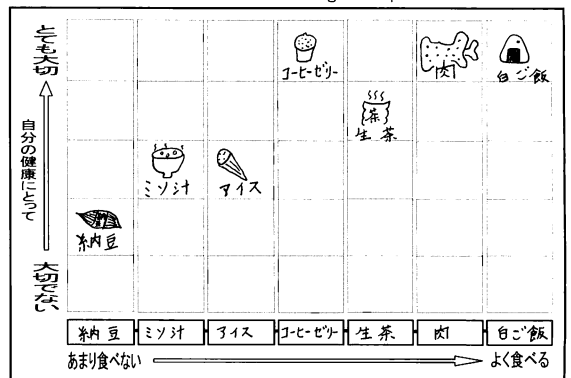 とても大切
自分の健康にとって
大切でない
コーヒーゼリー
肉
白ご飯
茶
生茶
ミソ汁
アイス
納豆
納豆
ミソ汁
アイス
コーヒーゼリー
生茶
肉
白ご飯
あまり食べない
よく食べる